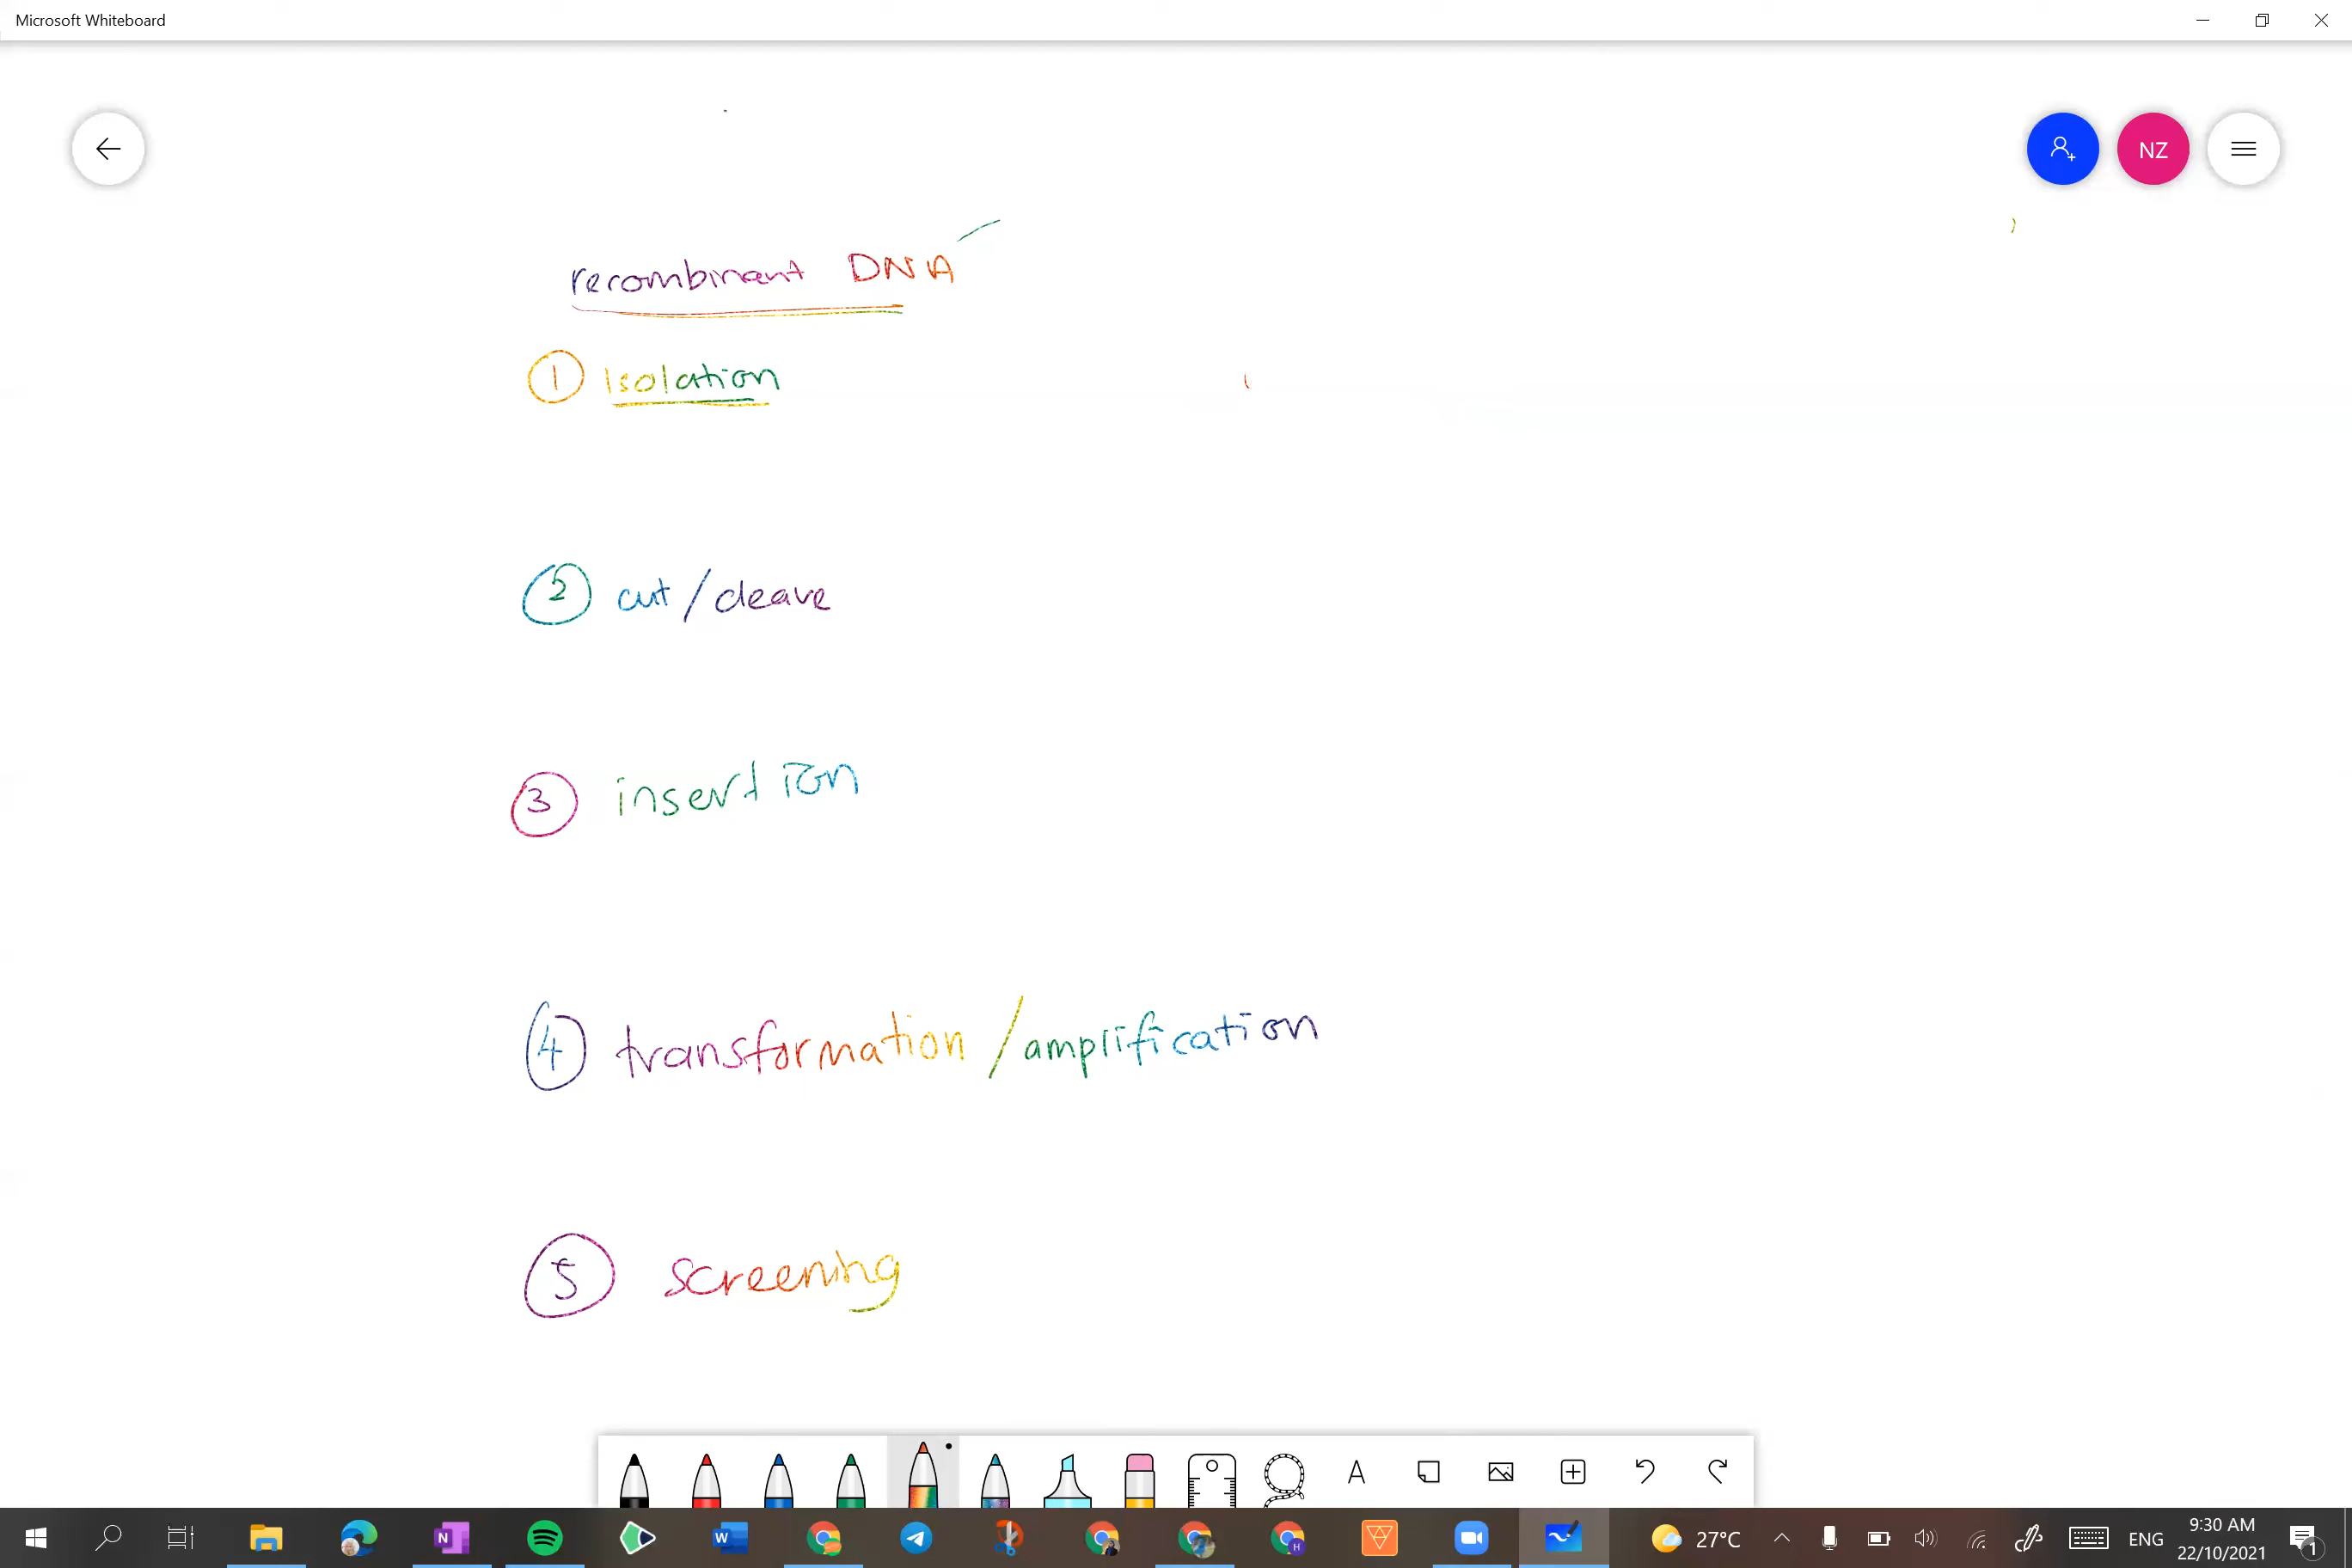 Microsoft Whiteboard
NZ
recombinant DNA
1 isolation
2 cut/cleave
3 insertion
4 transformation/amplification
5 screening
A
27°C
ENG
9:30 AM
22/10/2021
1